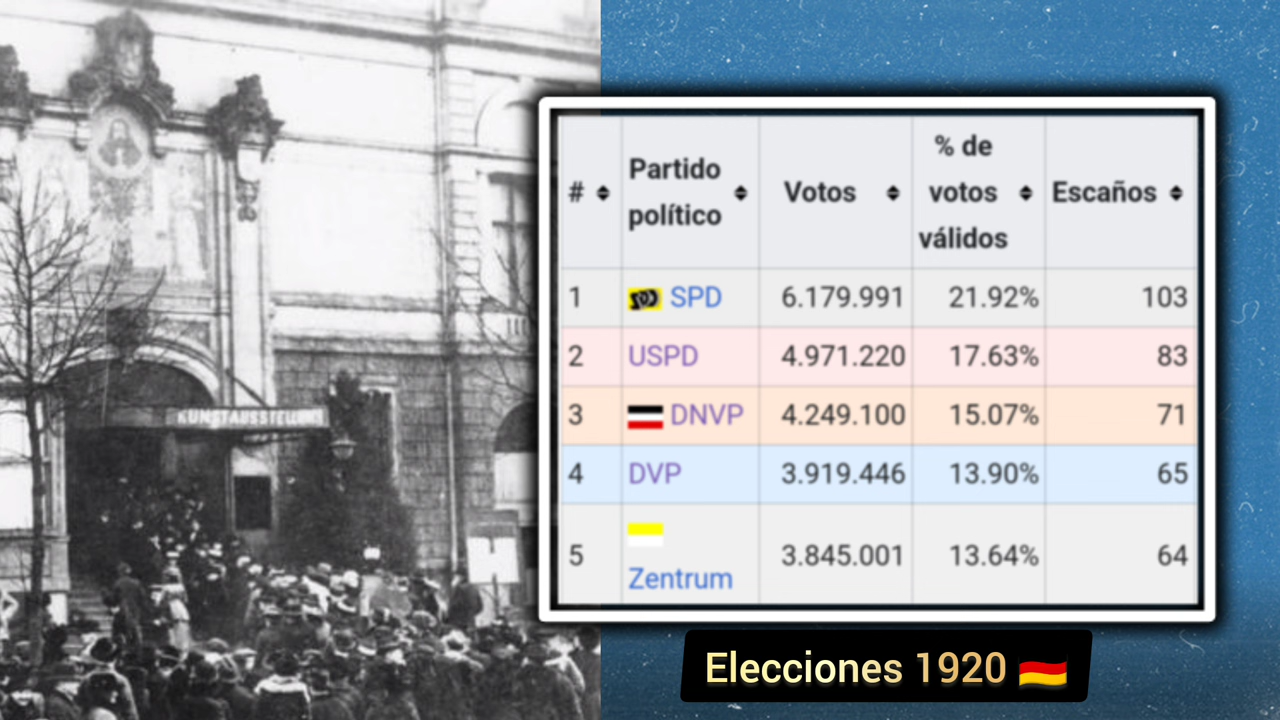 KUNSTAUSSTELLUNG
# Partido político Votos % de votos válidos Escaños
1 SPD 6.179.991 21.92% 103
2 USPD 4.971.220 17.63% 83
3 DNVP 4.249.100 15.07% 71
4 DVP 3.919.446 13.90% 65
5 Zentrum 3.845.001 13.64% 64
Elecciones 1920